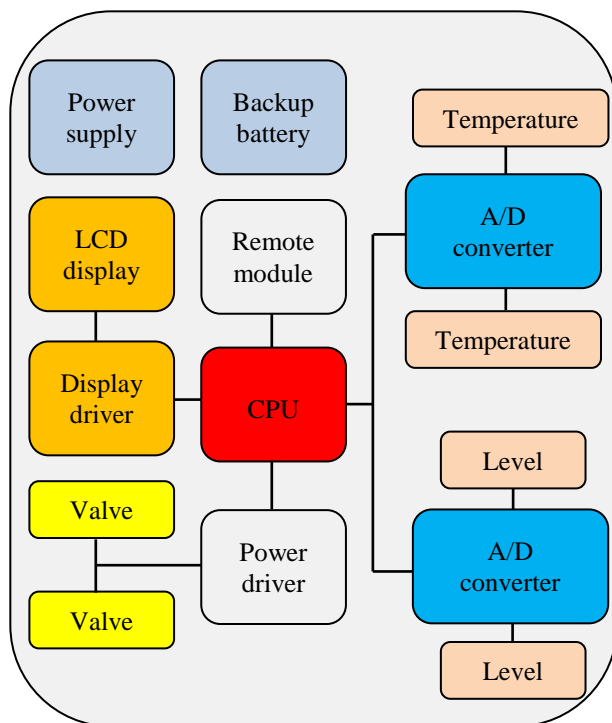 Power
supply
Backup
battery
Temperature
LCD
display
Remote
module
A/D
converter
Temperature
Display
driver
CPU
Level
Valve
Power
driver
A/D
converter
Valve
Level